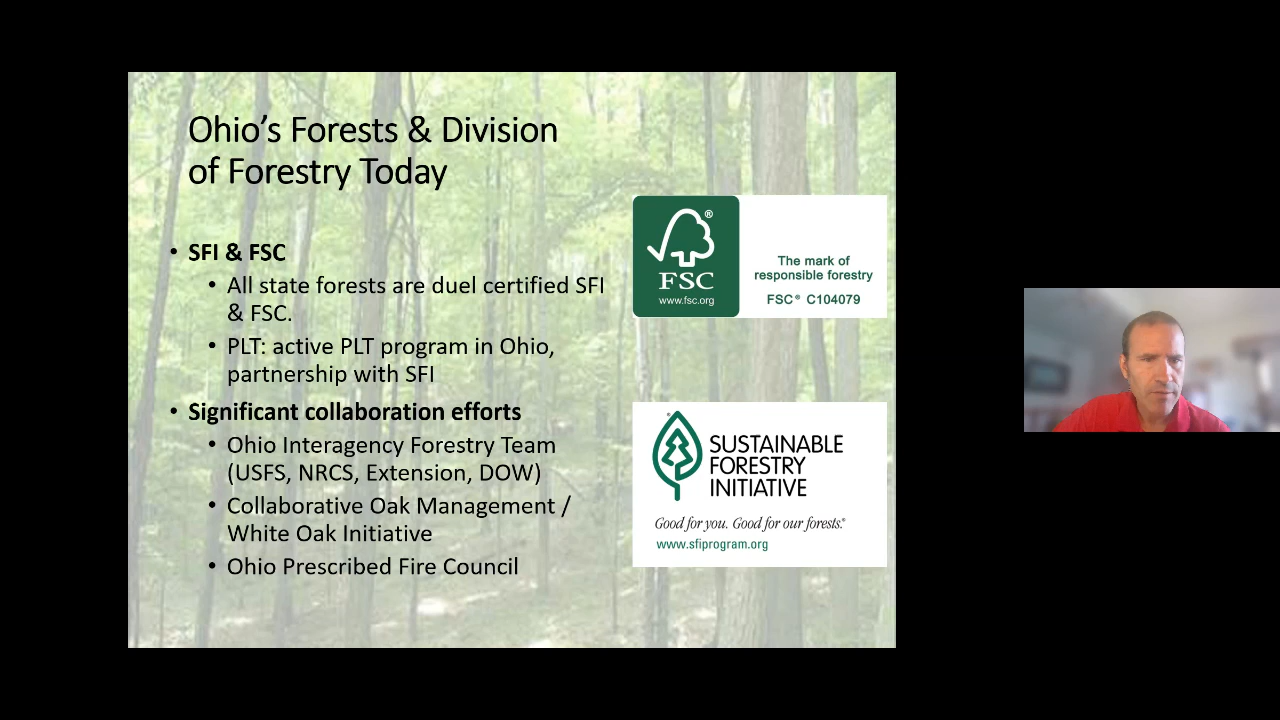 Ohio’s Forests & Division
of Forestry Today
• SFI & FSC
• All state forests are duel certified SFI
& FSC.
• PLT: active PLT program in Ohio,
partnership with SFI
• Significant collaboration efforts
• Ohio Interagency Forestry Team
(USFS, NRCS, Extension, DOW)
• Collaborative Oak Management /
White Oak Initiative
• Ohio Prescribed Fire Council
®
FSC
www.fsc.org
The mark of
responsible forestry
FSC® C104079
®
SUSTAINABLE
FORESTRY
INITIATIVE
Good for you. Good for our forests.®
www.sfiprogram.org